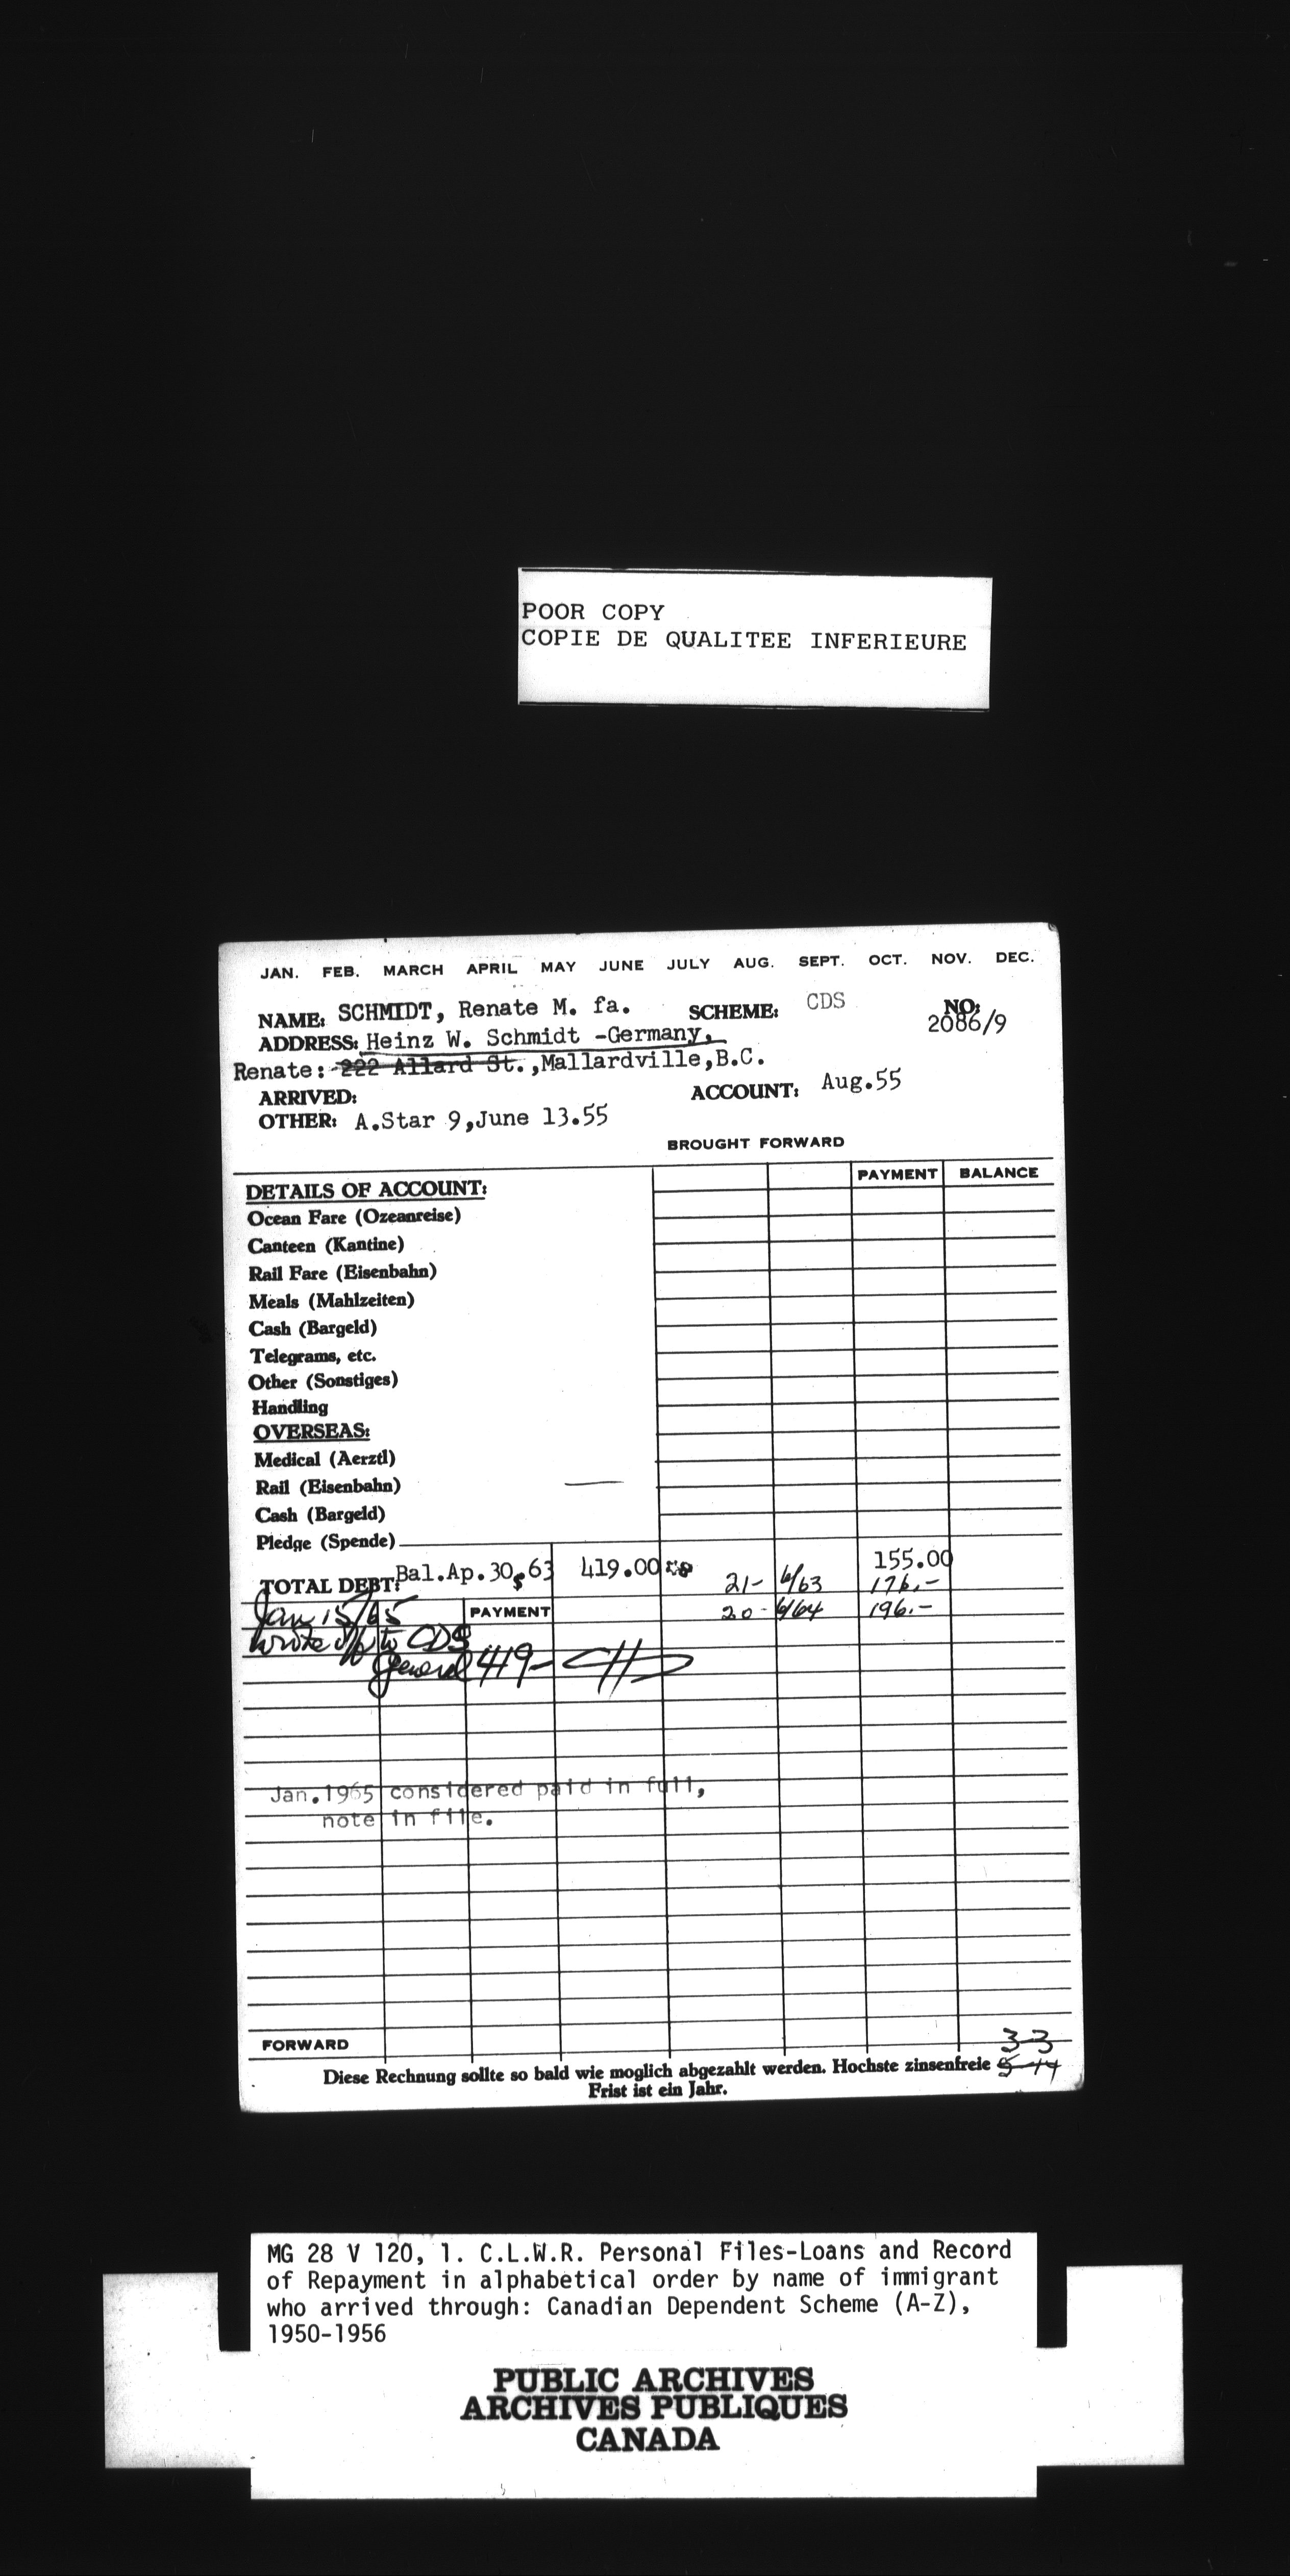 POOR COPY
COPIE DE QUALITEE INFERIEURE
JAN. FEB. MARCH APRIL MAY JUNE JULY AUG. SEPT. OCT. NOV. DEC.
NAME: SCHMIDT, Renate M. fa. SCHEME: CDS NO: 2086/9
ADDRESS: Heinz W. Schmidt -Germany,
Renate: 222 Allard St.,Mallardville,B.C.
ARRIVED: ACCOUNT: Aug.55
OTHER: A.Star 9,June 13.55
BROUGHT FORWARD
PAYMENT BALANCE
DETAILS OF ACCOUNT:
Ocean Fare (Ozeanreise)
Canteen (Kantine)
Rail Fare (Eisenbahn)
Meals (Mahlzeiten)
Cash (Bargeld)
Telegrams, etc.
Other (Sonstiges)
Handling
OVERSEAS:
Medical (Aerztl)
Rail (Eisenbahn)
Cash (Bargeld)
Pledge (Spende)
155.00
TOTAL DEBT: Bal.Ap.30,63 419.00 21- 6/63 176.-
Jan 15/65 PAYMENT 20- 6/64 196.-
wrote off to CDS
General 419-
Jan.1965 considered paid in full,
note in file.
FORWARD
33
Diese Rechnung sollte so bald wie moglich abgezahlt werden. Hochste zinsenfreie
Frist ist ein Jahr.
MG 28 V 120, 1. C.L.W.R. Personal Files-Loans and Record
of Repayment in alphabetical order by name of immigrant
who arrived through: Canadian Dependent Scheme (A-Z),
1950-1956
PUBLIC ARCHIVES
ARCHIVES PUBLIQUES
CANADA